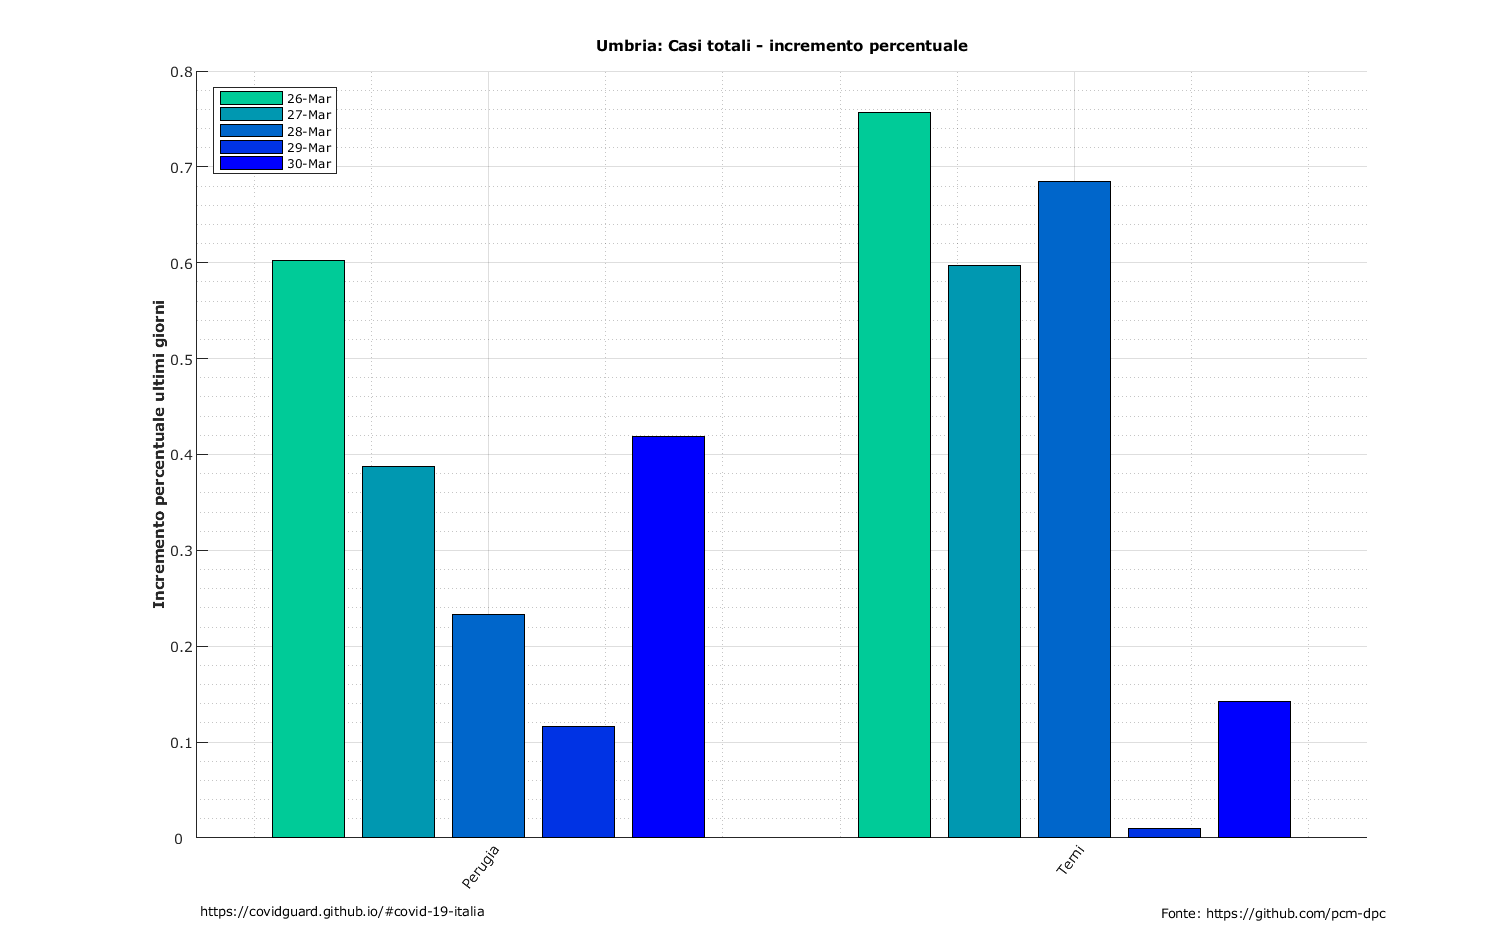 Umbria: Casi totali - incremento percentuale
26-Mar
27-Mar
28-Mar
29-Mar
30-Mar
Incremento percentuale ultimi giorni
0.8
0.7
0.6
0.5
0.4
0.3
0.2
0.1
0
Perugia
Terni
https://covidguard.github.io/#covid-19-italia
Fonte: https://github.com/pcm-dpc